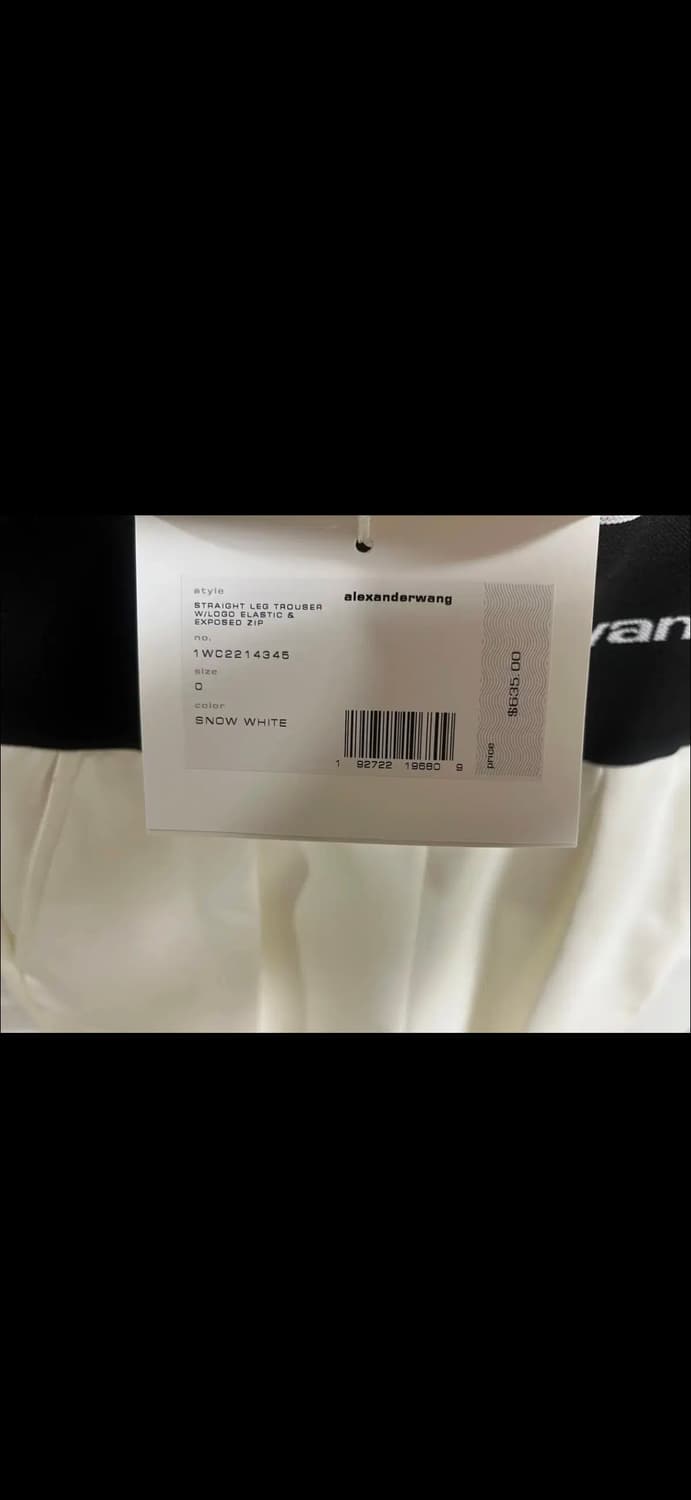 style
STRAIGHT LEG TROUSER
W/LOGO ELASTIC &
EXPOSED ZIP
no.
1WC2214345
size
0
color
SNOW WHITE
alexanderwang
1 92722 19680 9
price
$635.00
van